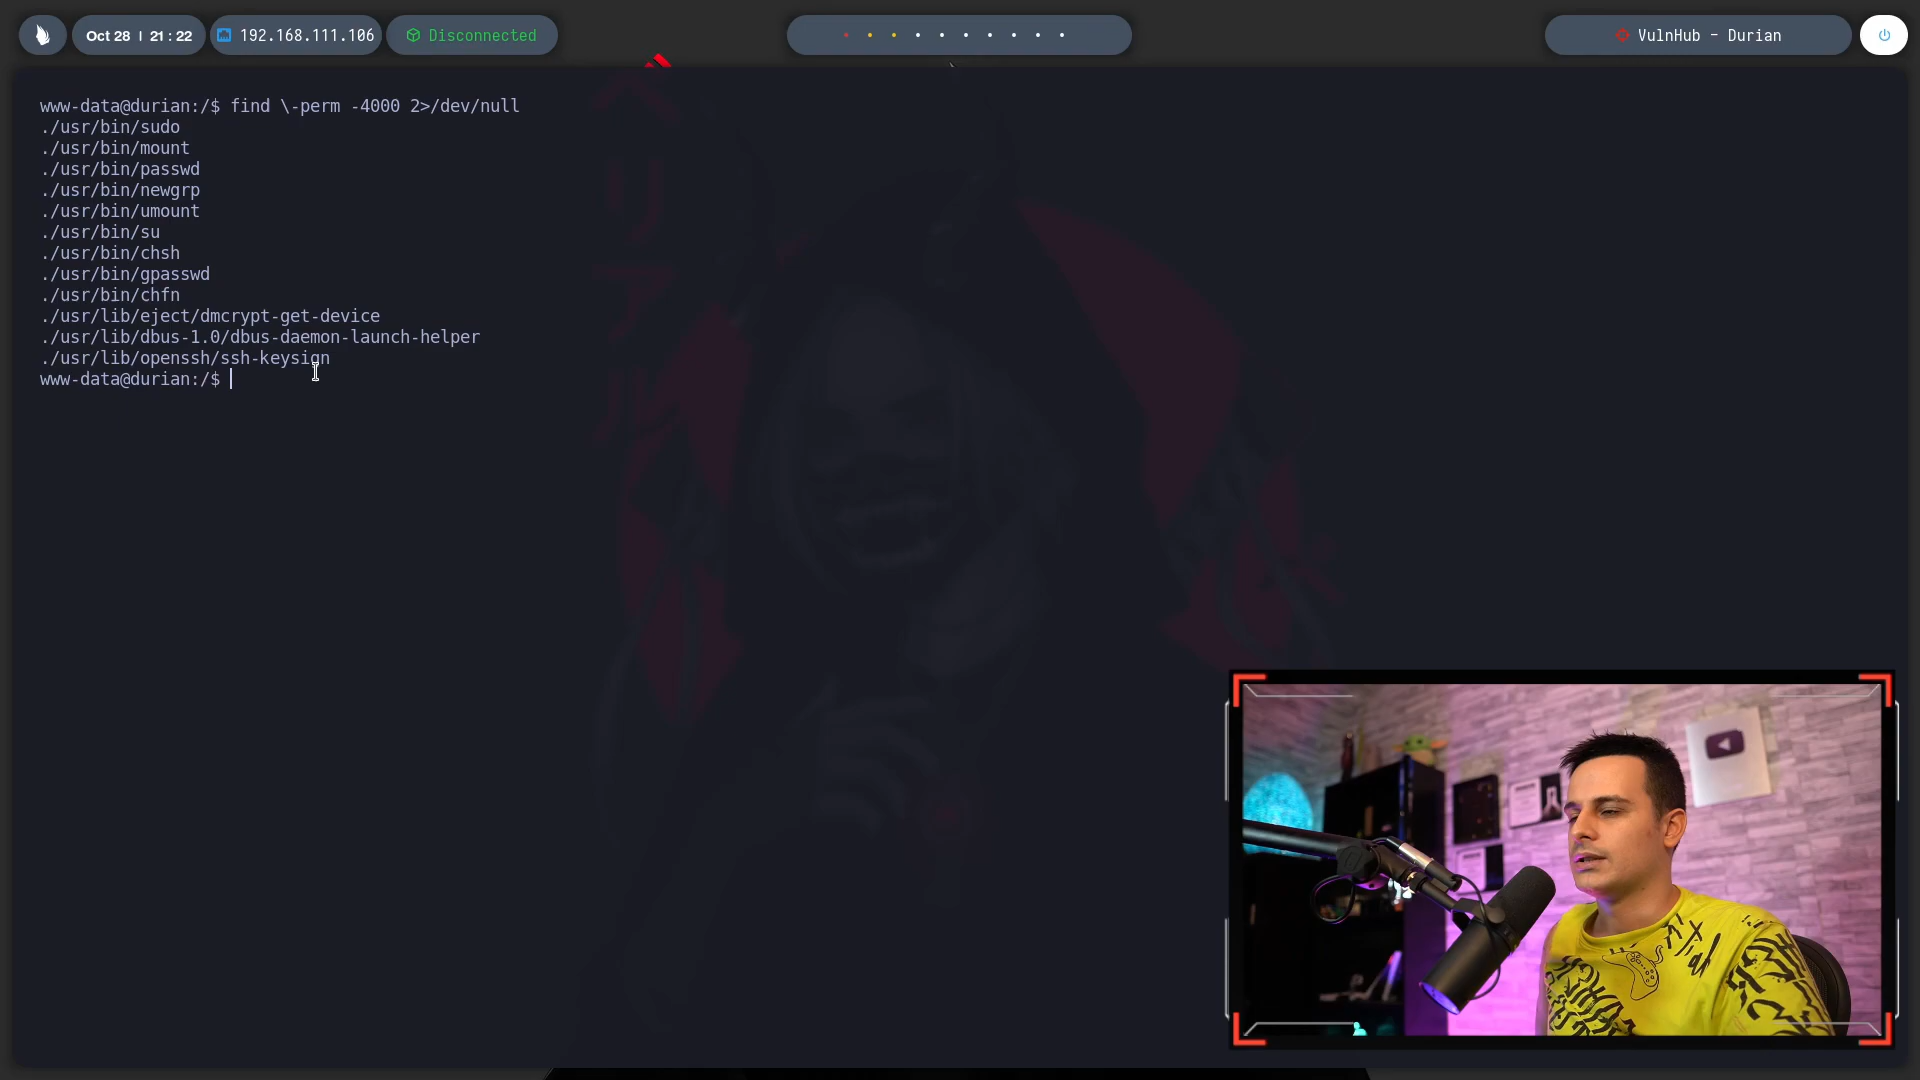 Oct 28 | 21:22
192.168.111.106
Disconnected
VulnHub - Durian
www-data@durian:/$ find \-perm -4000 2>/dev/null
./usr/bin/sudo
./usr/bin/mount
./usr/bin/passwd
./usr/bin/newgrp
./usr/bin/umount
./usr/bin/su
./usr/bin/chsh
./usr/bin/gpasswd
./usr/bin/chfn
./usr/lib/eject/dmcrypt-get-device
./usr/lib/dbus-1.0/dbus-daemon-launch-helper
./usr/lib/openssh/ssh-keysign
www-data@durian:/$